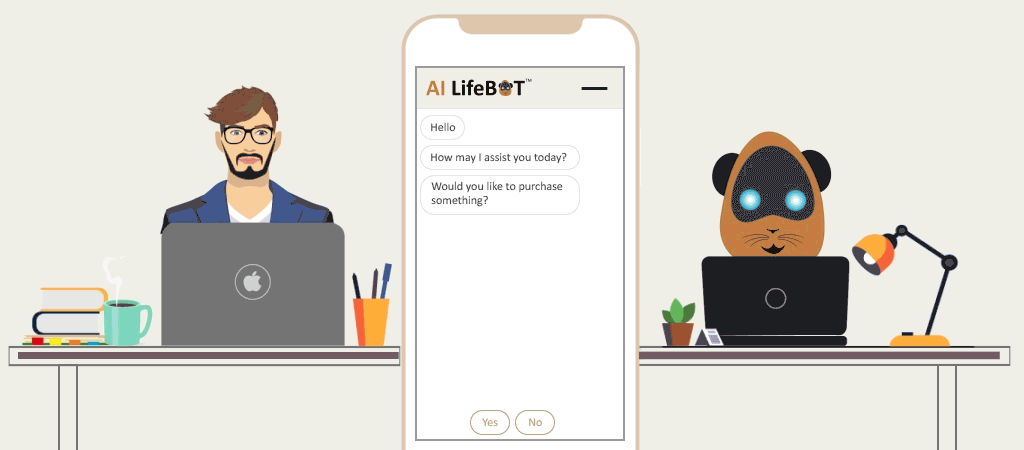 AI LifeBOT™
Hello
How may I assist you today?
Would you like to purchase
something?
Yes No